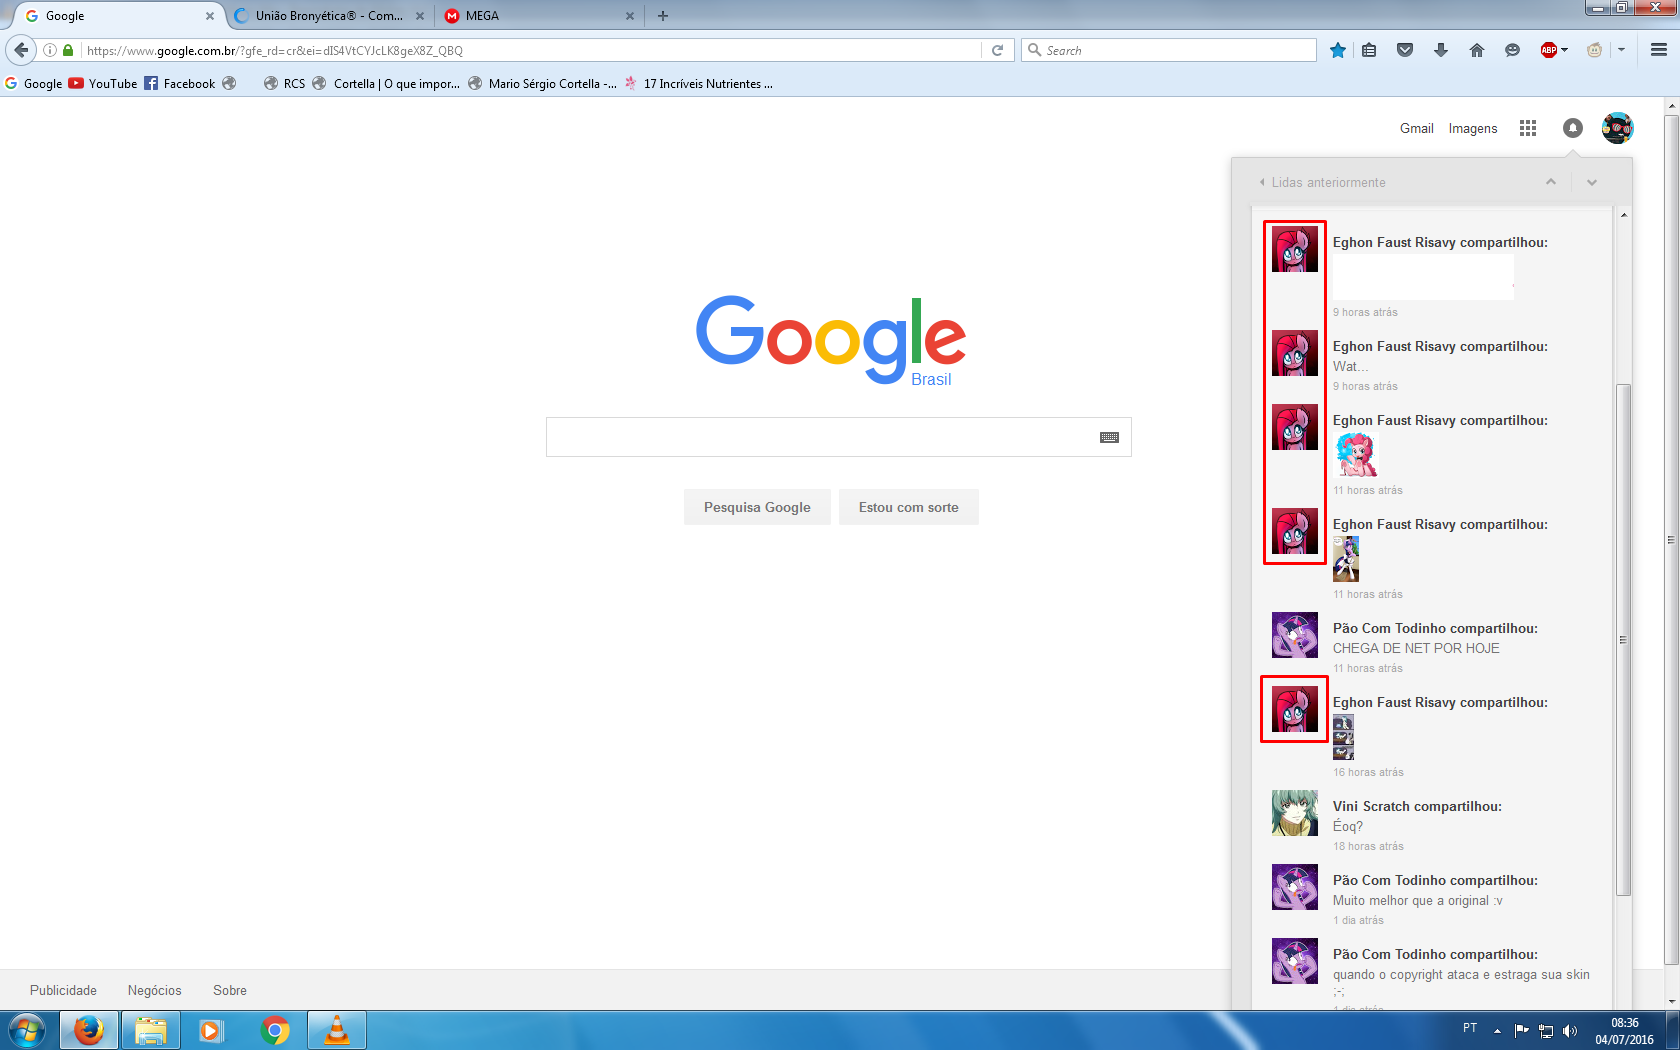 Google
União Bronyética® - Com...
MEGA
https://www.google.com.br/?gfe_rd=cr&ei=dIS4VtCYJcLK8geX8Z_QBQ
Search
ABP
Google
YouTube
Facebook
RCS
Cortella | O que impor...
Mario Sérgio Cortella -...
17 Incríveis Nutrientes ...
Gmail
Imagens
Lidas anteriormente
Eghon Faust Risavy compartilhou:
9 horas atrás
Eghon Faust Risavy compartilhou:
Wat...
9 horas atrás
Eghon Faust Risavy compartilhou:
11 horas atrás
Eghon Faust Risavy compartilhou:
11 horas atrás
Pão Com Todinho compartilhou:
CHEGA DE NET POR HOJE
11 horas atrás
Eghon Faust Risavy compartilhou:
16 horas atrás
Vini Scratch compartilhou:
Éoq?
18 horas atrás
Pão Com Todinho compartilhou:
Muito melhor que a original :v
1 dia atrás
Pão Com Todinho compartilhou:
quando o copyright ataca e estraga sua skin
;-;
1 dia atrás
Google
Brasil
Pesquisa Google
Estou com sorte
Publicidade
Negócios
Sobre
PT
08:36
04/07/2016